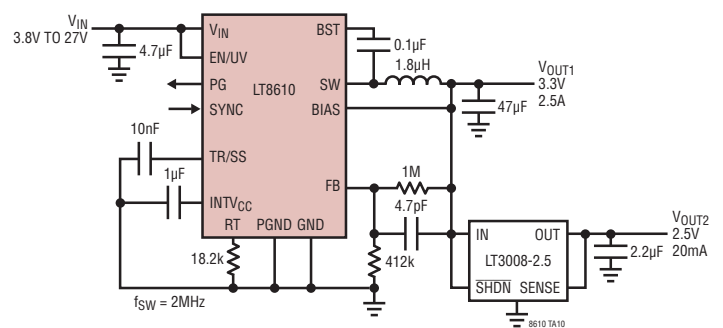 VIN
3.8V TO 27V
4.7µF
VIN
EN/UV
PG
SYNC
TR/SS
INTVCC
RT
PGND
GND
LT8610
BST
SW
BIAS
FB
0.1µF
1.8µH
VOUT1
3.3V
2.5A
47µF
10nF
1µF
1M
4.7pF
412k
18.2k
fSW = 2MHz
IN
OUT
LT3008-2.5
SHDN
SENSE
VOUT2
2.5V
20mA
2.2µF
8610 TA10